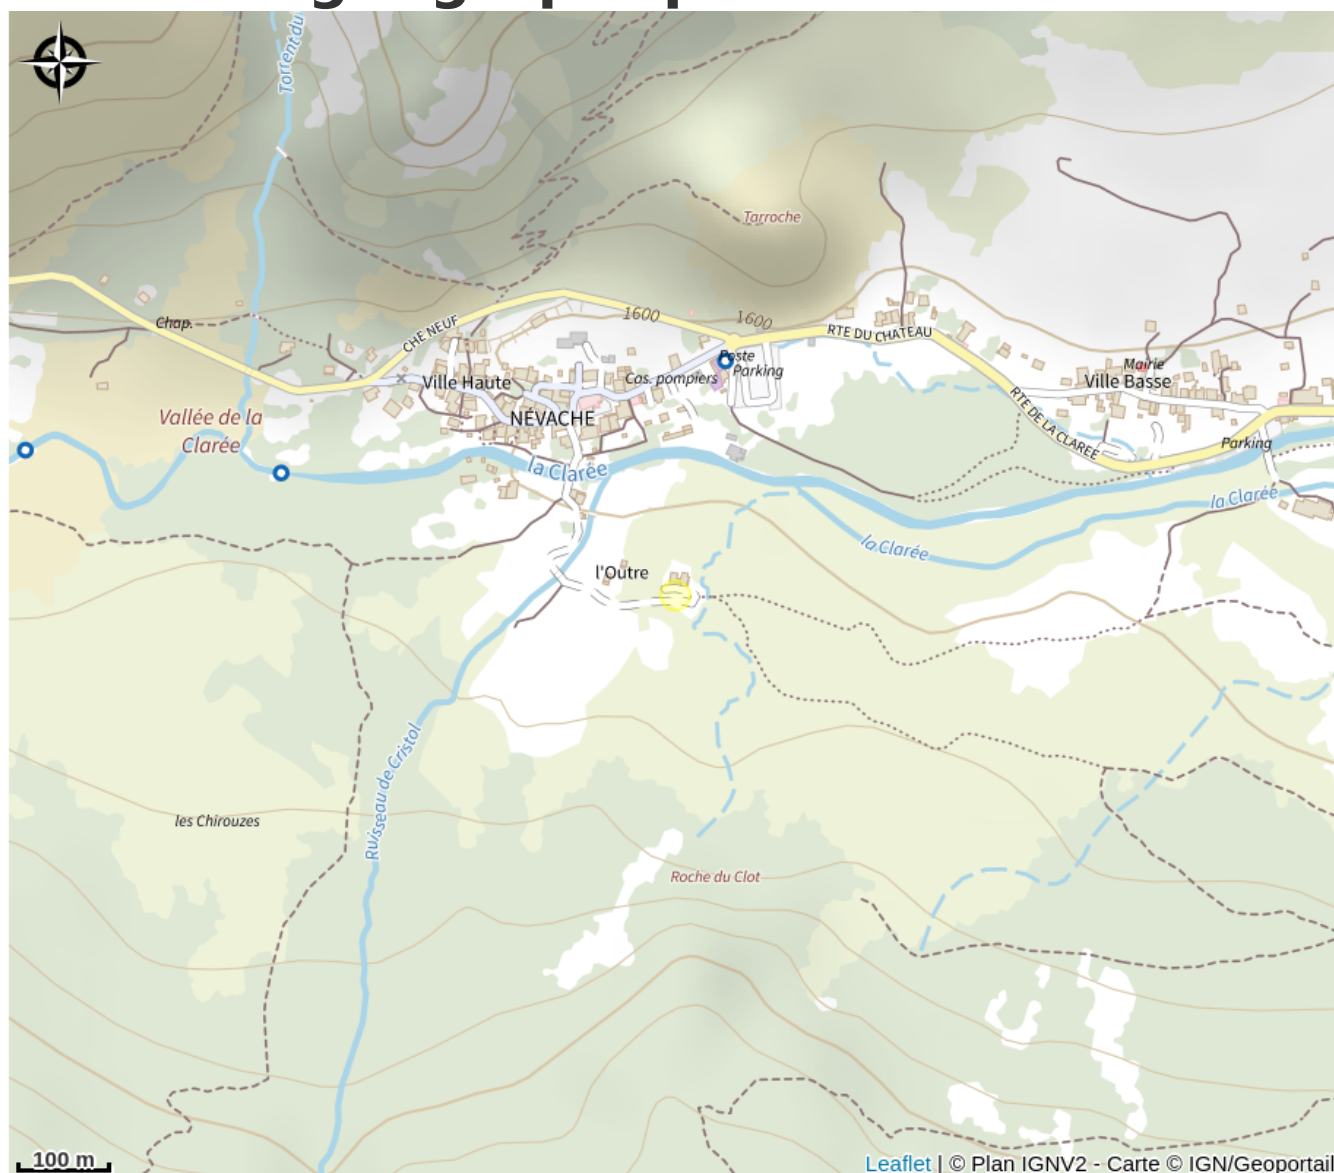 Torrent du
Tarroche
1600
1600
Chap.
CHE NEUF
RTE DU CHATEAU
Poste
Parking
Cas. pompiers
Mairie
Ville Haute
Ville Basse
NÉVACHE
RTE DE LA CLAREE
Vallée de la
Clarée
Parking
la Clarée
la Clarée
la Clarée
l'Outre
Ruisseau de Cristol
les Chirouzes
Roche du Clot
100 m
Leaflet | © Plan IGNV2 - Carte © IGN/Geoportail